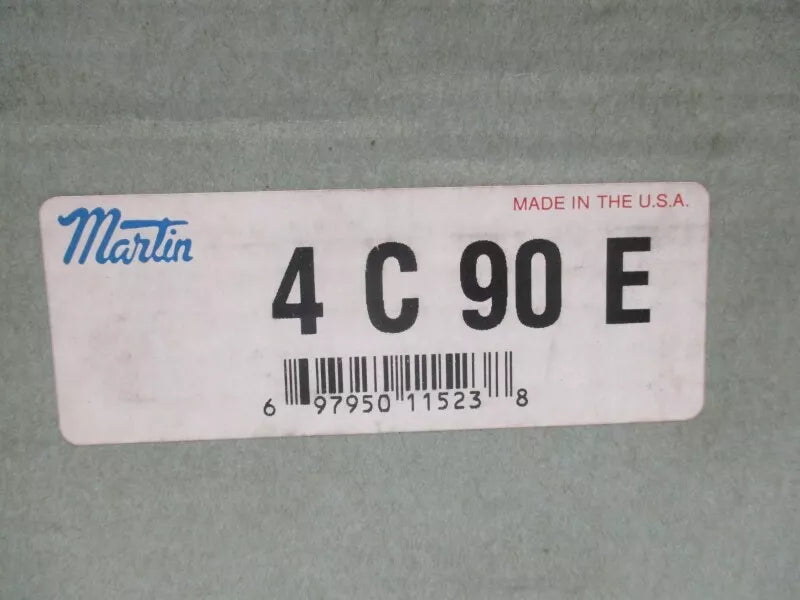 MADE IN THE U.S.A.
Martin
4 C 90 E
6 97950 11523 8